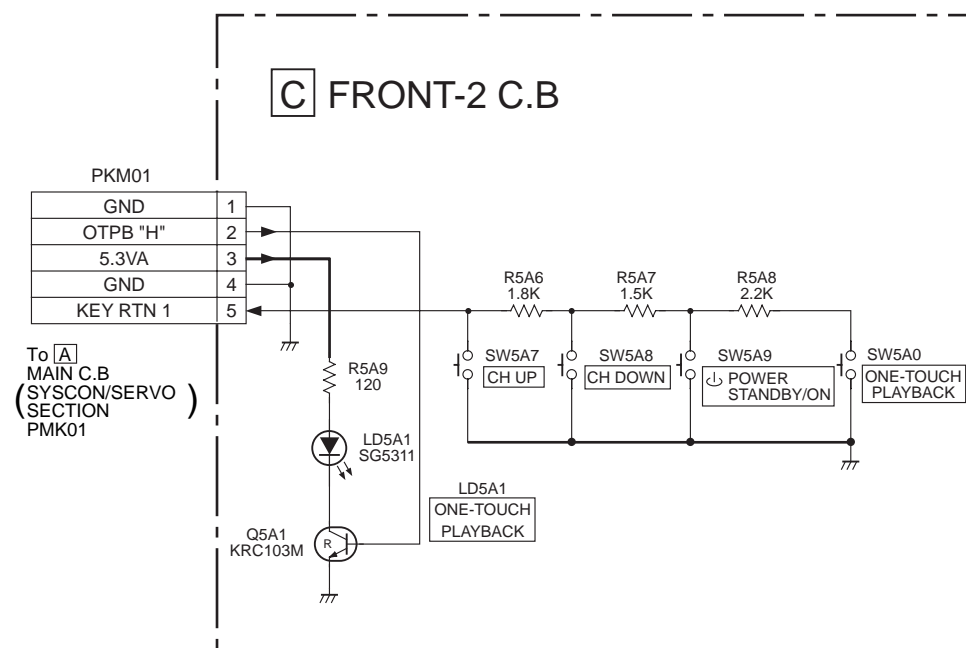 C FRONT-2 C.B
PKM01
GND 1
OTPB "H" 2
5.3VA 3
GND 4
KEY RTN 1 5
To A
MAIN C.B
(SYSCON/SERVO)
SECTION
PMK01
R5A9
120
LD5A1
SG5311
Q5A1
KRC103M
R
LD5A1
ONE-TOUCH
PLAYBACK
R5A6
1.8K
R5A7
1.5K
R5A8
2.2K
SW5A7
CH UP
SW5A8
CH DOWN
SW5A9
POWER
STANDBY/ON
SW5A0
ONE-TOUCH
PLAYBACK